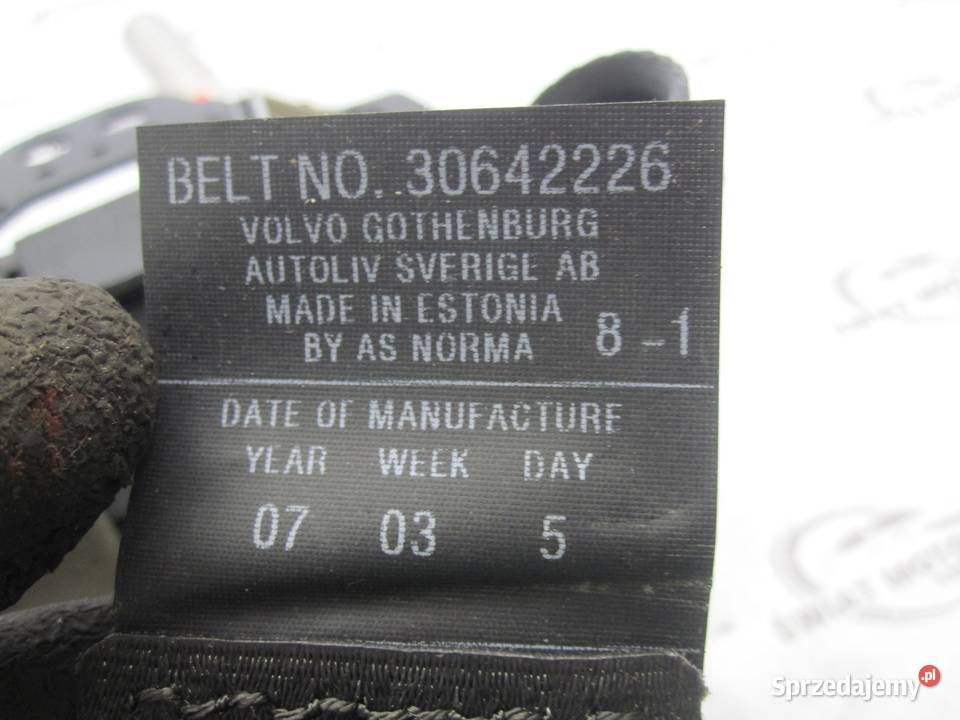 BELT NO. 30642226
VOLVO GOTHENBURG
AUTOLIV SVERIGE AB
MADE IN ESTONIA
BY AS NORMA 8-1
DATE OF MANUFACTURE
YEAR WEEK DAY
07 03 5
Sprzedajemy.pl